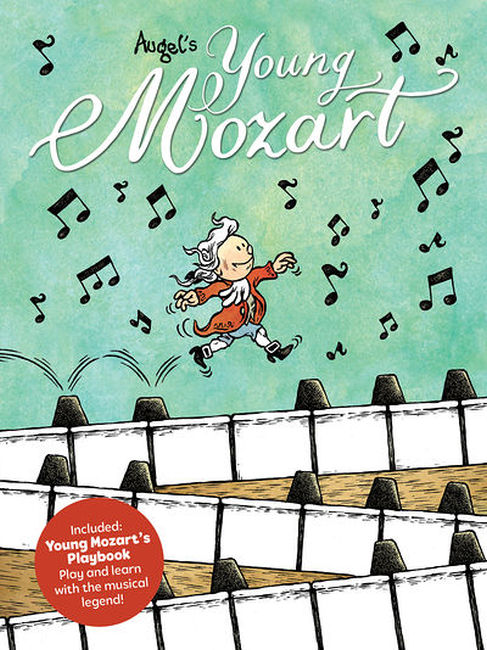 Augel's
Young
Mozart
Included:
Young Mozart's
Playbook
Play and learn
with the musical
legend!